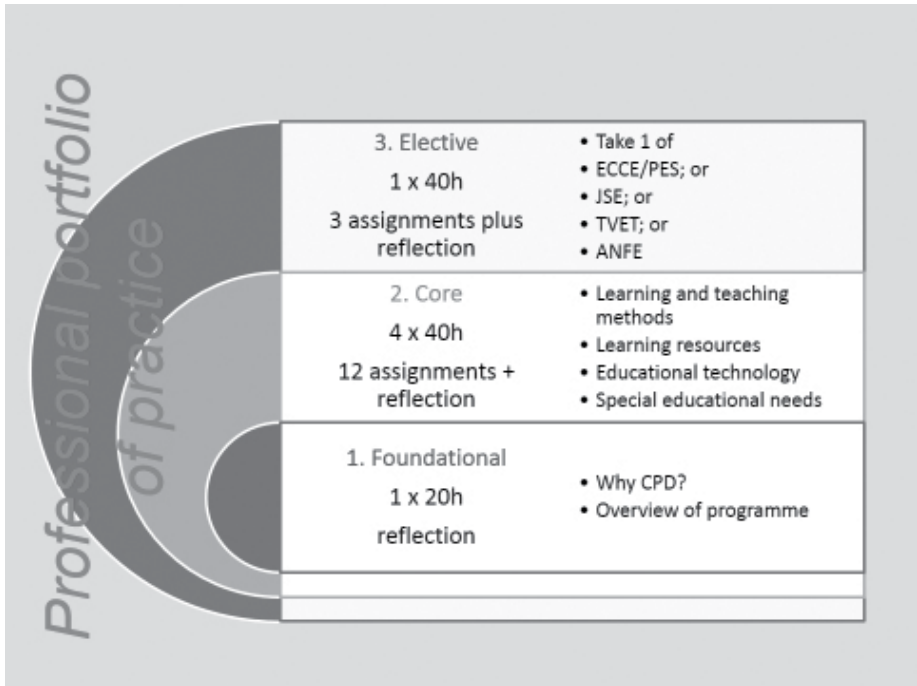 Professional portfolio
of practice
3. Elective
1 x 40h
3 assignments plus
reflection
• Take 1 of
• ECCE/PES; or
• JSE; or
• TVET; or
• ANFE
2. Core
4 x 40h
12 assignments +
reflection
• Learning and teaching
methods
• Learning resources
• Educational technology
• Special educational needs
1. Foundational
1 x 20h
reflection
• Why CPD?
• Overview of programme